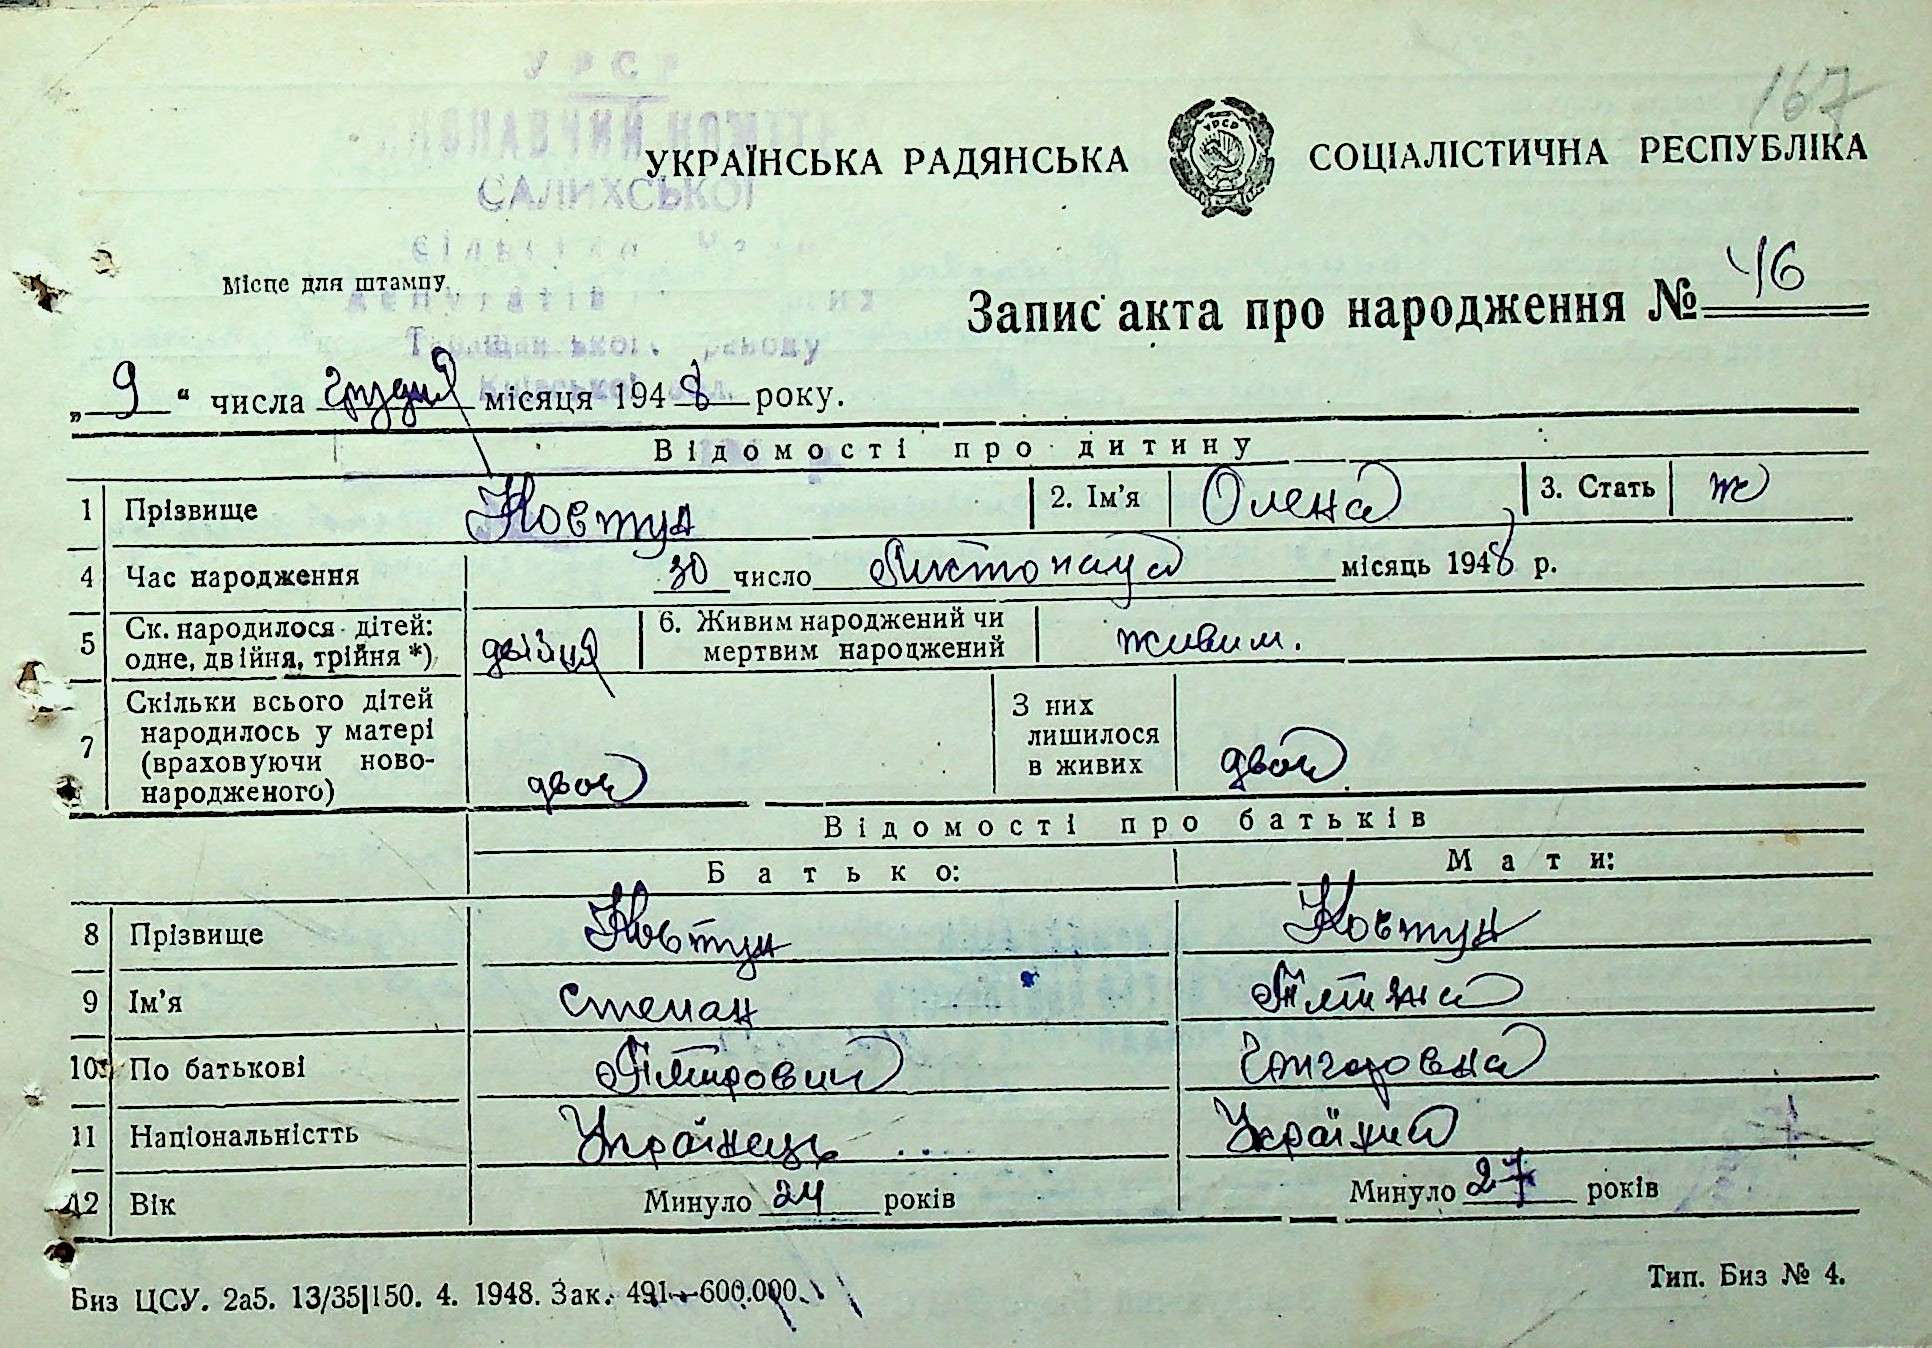 167
УРСР
САЛИХСЬКОЇ
УКРАЇНСЬКА РАДЯНСЬКА СОЦІАЛІСТИЧНА РЕСПУБЛІКА
УРСР
Місце для штампу
Запис акта про народження № 46
„9“ числа грудня місяця 1948 року.
Відомості про дитину
1 Прізвище Ковтун 2. Ім'я Олена 3. Стать ж
4 Час народження 30 число Листопада місяць 1948 р.
5 Ск. народилося дітей: одне, двійня, трійня *) двійня 6. Живим народжений чи мертвим народжений живим.
7 Скільки всього дітей народилось у матері (враховуючи ново-народженого) двоє З них лишилося в живих двоє
Відомості про батьків
Батько: Мати:
8 Прізвище Ковтун Ковтун
9 Ім'я Степан
10 По батькові
11 Національністть Українець Українка
12 Вік Минуло 24 років Минуло 27 років
Биз ЦСУ. 2а5. 13/35|150. 4. 1948. Зак. 491—600.000.
Тип. Биз № 4.